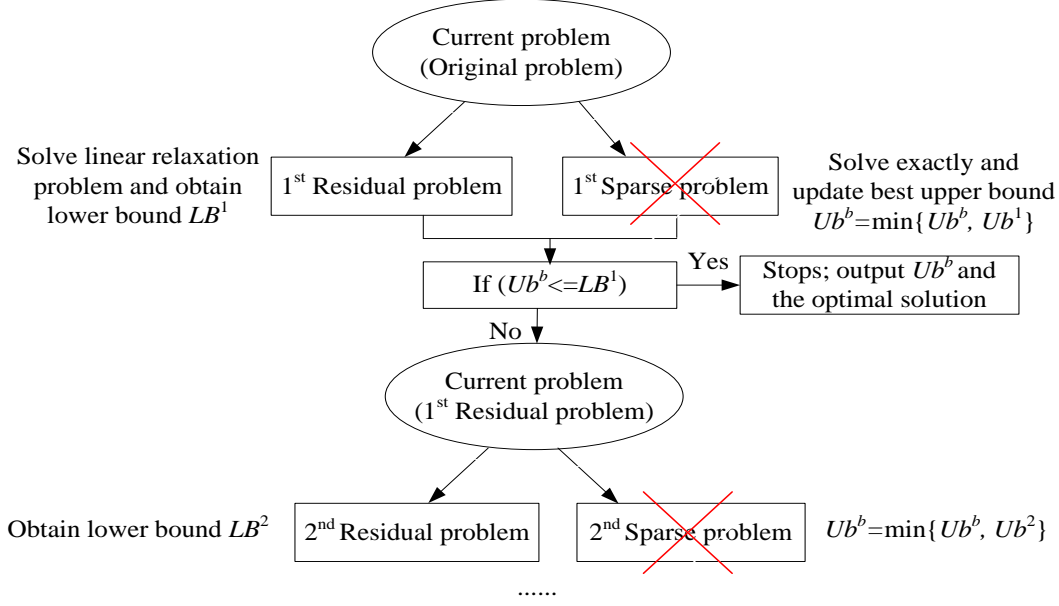 Current problem
(Original problem)
Solve linear relaxation
problem and obtain
lower bound LB¹
1ˢᵗ Residual problem
1ˢᵗ Sparse problem
Solve exactly and
update best upper bound
Ubᵇ=min{Ubᵇ, Ub¹}
If (Ubᵇ<=LB¹)
Yes
Stops; output Ubᵇ and
the optimal solution
No
Current problem
(1ˢᵗ Residual problem)
Obtain lower bound LB²
2ⁿᵈ Residual problem
2ⁿᵈ Sparse problem
Ubᵇ=min{Ubᵇ, Ub²}
......